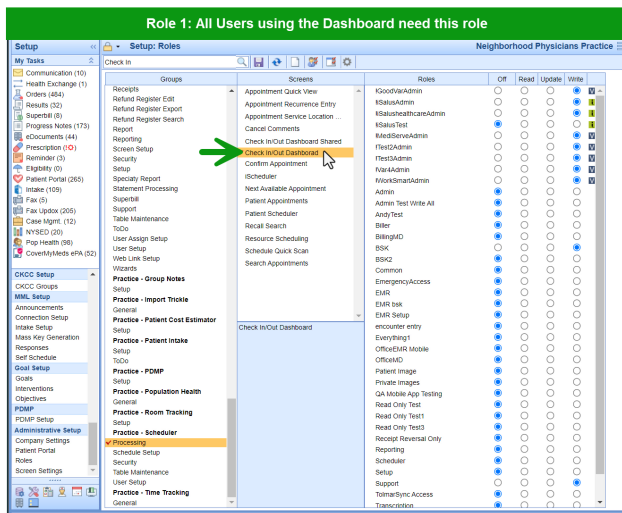 Role 1: All Users using the Dashboard need this role
Setup
Setup: Roles
Neighborhood Physicians Practice
My Tasks
Communication (10)
Health Exchange (1)
Orders (484)
Results (32)
Superbill (8)
Progress Notes (173)
eDocuments (44)
Prescription (!O)
Reminder (3)
Eligibility (0)
Patient Portal (265)
Intake (109)
Fax (5)
Fax Updox (205)
Case Mgmt. (12)
NYSED (20)
Pop Health (98)
CoverMyMeds ePA (52)
CKCC Setup
CKCC Groups
MML Setup
Announcements
Connection Setup
Intake Setup
Mass Key Generation
Responses
Self Schedule
Goal Setup
Goals
Interventions
Objectives
PDMP
PDMP Setup
Administrative Setup
Company Settings
Patient Portal
Roles
Screen Settings
Check In
Groups
Receipts
Refund Register Edit
Refund Register Export
Refund Register Search
Report
Reporting
Screen Setup
Security
Setup
Specialty Report
Statement Processing
Superbill
Support
Table Maintenance
ToDo
User Assign Setup
User Setup
Web Link Setup
Wizards
Practice - Group Notes
Setup
Practice - Import Trickle
General
Practice - Patient Cost Estimator
Setup
Practice - Patient Intake
Setup
ToDo
Practice - PDMP
Setup
Practice - Population Health
General
Practice - Room Tracking
Setup
Practice - Scheduler
Processing
Schedule Setup
Security
Table Maintenance
User Setup
Practice - Time Tracking
General
Screens
Appointment Quick View
Appointment Recurrence Entry
Appointment Service Location ...
Cancel Comments
Check In/Out Dashboard Shared
Check In/Out Dashboard
Confirm Appointment
iScheduler
Next Available Appointment
Patient Appointments
Patient Scheduler
Recall Search
Resource Scheduling
Schedule Quick Scan
Search Appointments
Check In/Out Dashboard
Roles Off Read Update Write
IGoodVarAdmin
IISalusAdmin
IISalushealthcareAdmin
IISalusTest
IMediServeAdmin
ITest2Admin
ITest3Admin
IVar4Admin
IWorkSmartAdmin
Admin
Admin Test Write All
AndyTest
Biller
BillingMD
BSK
BSK2
Common
EmergencyAccess
EMR
EMR bsk
EMR Setup
encounter entry
Everything1
OfficeEMR Mobile
OfficeMD
Patient Image
Private Images
QA Mobile App Testing
Read Only Test
Read Only Test1
Read Only Test3
Receipt Reversal Only
Reporting
Scheduler
Setup
Support
TolmarSync Access
Transcription